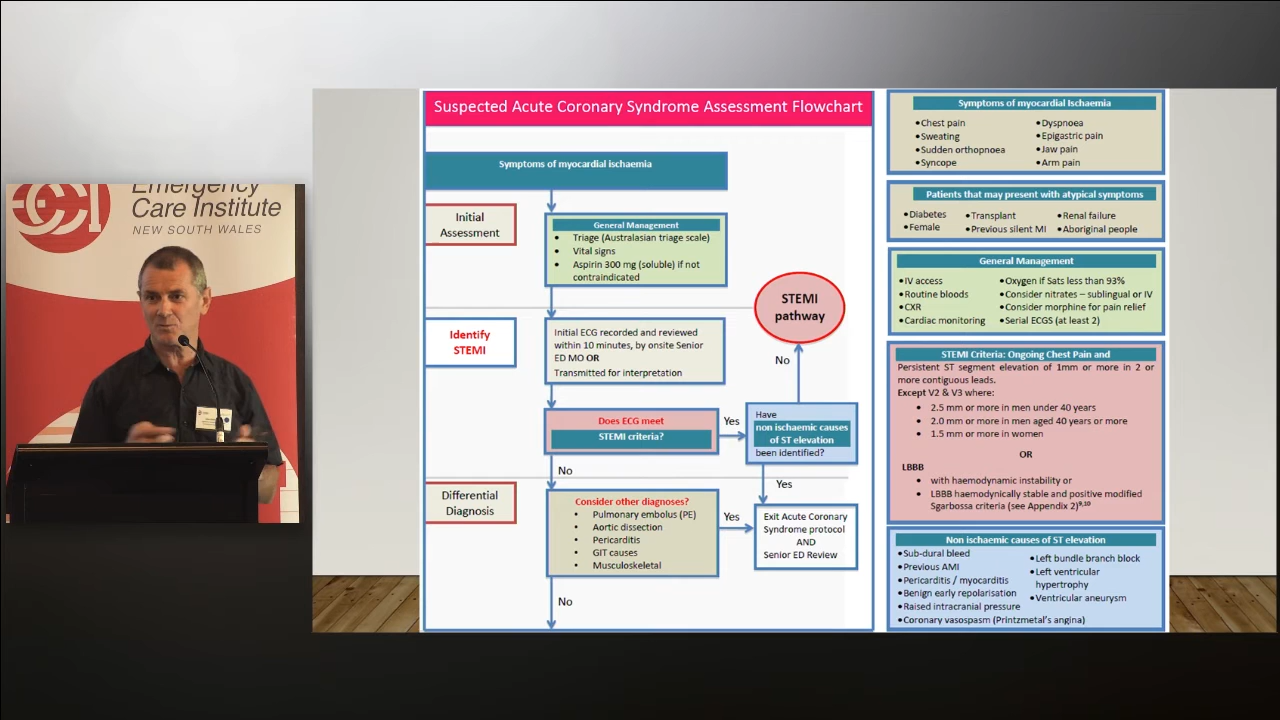 ECI
Emergency
Care Institute
NEW SOUTH WALES
Suspected Acute Coronary Syndrome Assessment Flowchart
Symptoms of myocardial ischaemia
Initial
Assessment
General Management
• Triage (Australasian triage scale)
• Vital signs
• Aspirin 300 mg (soluble) if not
contraindicated
STEMI
pathway
Identify
STEMI
Initial ECG recorded and reviewed
within 10 minutes, by onsite Senior
ED MO OR
Transmitted for interpretation
No
Does ECG meet
STEMI criteria?
Yes
Have
non ischaemic causes
of ST elevation
been identified?
No
Yes
Differential
Diagnosis
Consider other diagnoses?
• Pulmonary embolus (PE)
• Aortic dissection
• Pericarditis
• GIT causes
• Musculoskeletal
Yes
Exit Acute Coronary
Syndrome protocol
AND
Senior ED Review
No
Symptoms of myocardial Ischaemia
• Chest pain
• Sweating
• Sudden orthopnoea
• Syncope
• Dyspnoea
• Epigastric pain
• Jaw pain
• Arm pain
Patients that may present with atypical symptoms
• Diabetes
• Female
• Transplant
• Previous silent MI
• Renal failure
• Aboriginal people
General Management
• IV access
• Routine bloods
• CXR
• Cardiac monitoring
• Oxygen if Sats less than 93%
• Consider nitrates – sublingual or IV
• Consider morphine for pain relief
• Serial ECGS (at least 2)
STEMI Criteria: Ongoing Chest Pain and
Persistent ST segment elevation of 1mm or more in 2 or
more contiguous leads.
Except V2 & V3 where:
• 2.5 mm or more in men under 40 years
• 2.0 mm or more in men aged 40 years or more
• 1.5 mm or more in women
OR
LBBB
• with haemodynamic instability or
• LBBB haemodynically stable and positive modified
Sgarbossa criteria (see Appendix 2)9,10
Non ischaemic causes of ST elevation
• Sub-dural bleed
• Previous AMI
• Pericarditis / myocarditis
• Benign early repolarisation
• Raised intracranial pressure
• Coronary vasospasm (Printzmetal's angina)
• Left bundle branch block
• Left ventricular
hypertrophy
• Ventricular aneurysm